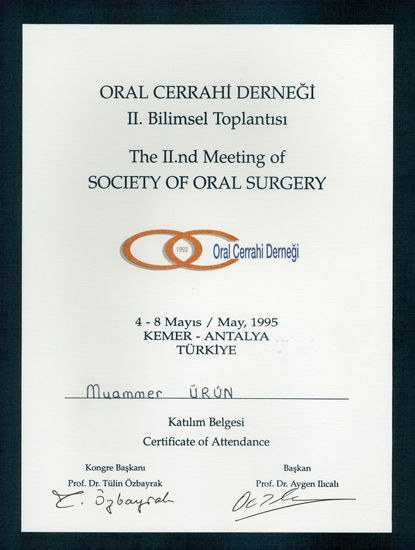 ORAL CERRAHİ DERNEĞİ
II. Bilimsel Toplantısı
The II.nd Meeting of
SOCIETY OF ORAL SURGERY
1993 Oral Cerrahi Derneği
4 - 8 Mayıs / May, 1995
KEMER - ANTALYA
TÜRKİYE
Muammer ÜRÜN
Katılım Belgesi
Certificate of Attendance
Kongre Başkanı Başkan
Prof. Dr. Tülin Özbayrak Prof. Dr. Aygen Ilıcalı
T. Özbayrak